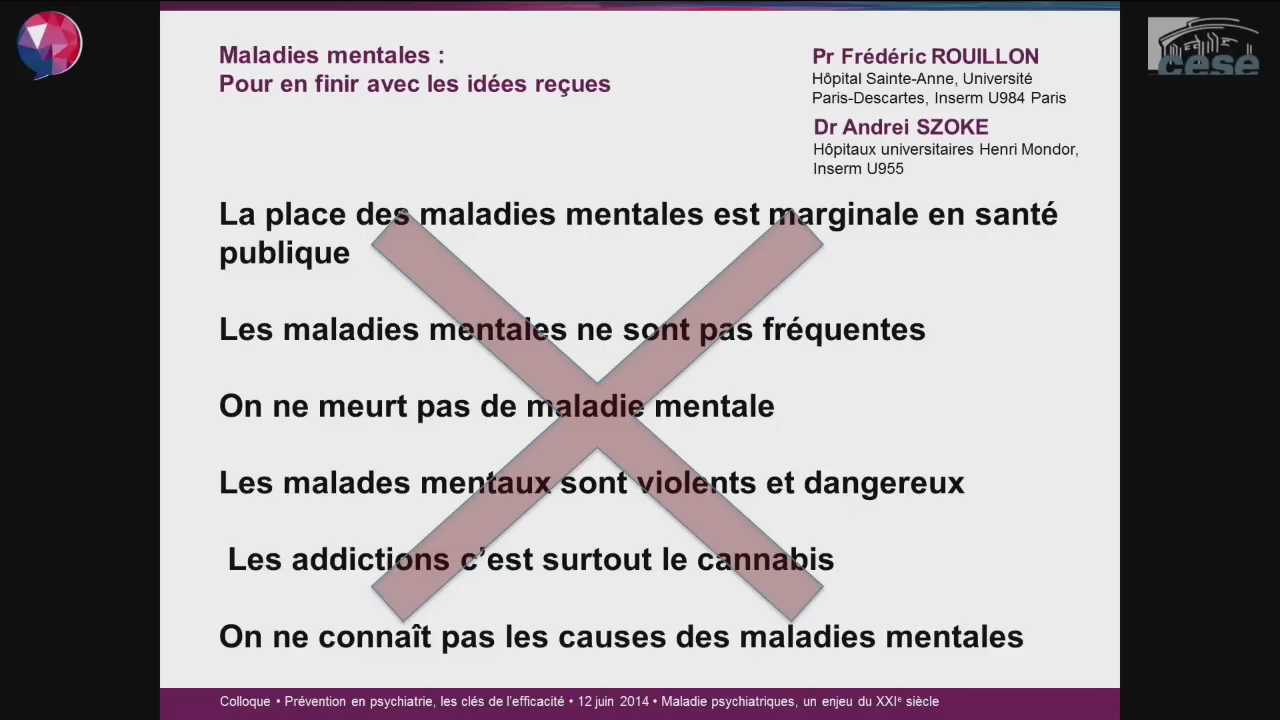 Maladies mentales :
Pour en finir avec les idées reçues
Pr Frédéric ROUILLON
Hôpital Sainte-Anne, Université
Paris-Descartes, Inserm U984 Paris
Dr Andrei SZOKE
Hôpitaux universitaires Henri Mondor,
Inserm U955
cese
La place des maladies mentales est marginale en santé
publique
Les maladies mentales ne sont pas fréquentes
On ne meurt pas de maladie mentale
Les malades mentaux sont violents et dangereux
Les addictions c’est surtout le cannabis
On ne connaît pas les causes des maladies mentales
Colloque • Prévention en psychiatrie, les clés de l’efficacité • 12 juin 2014 • Maladie psychiatriques, un enjeu du XXIᵉ siècle